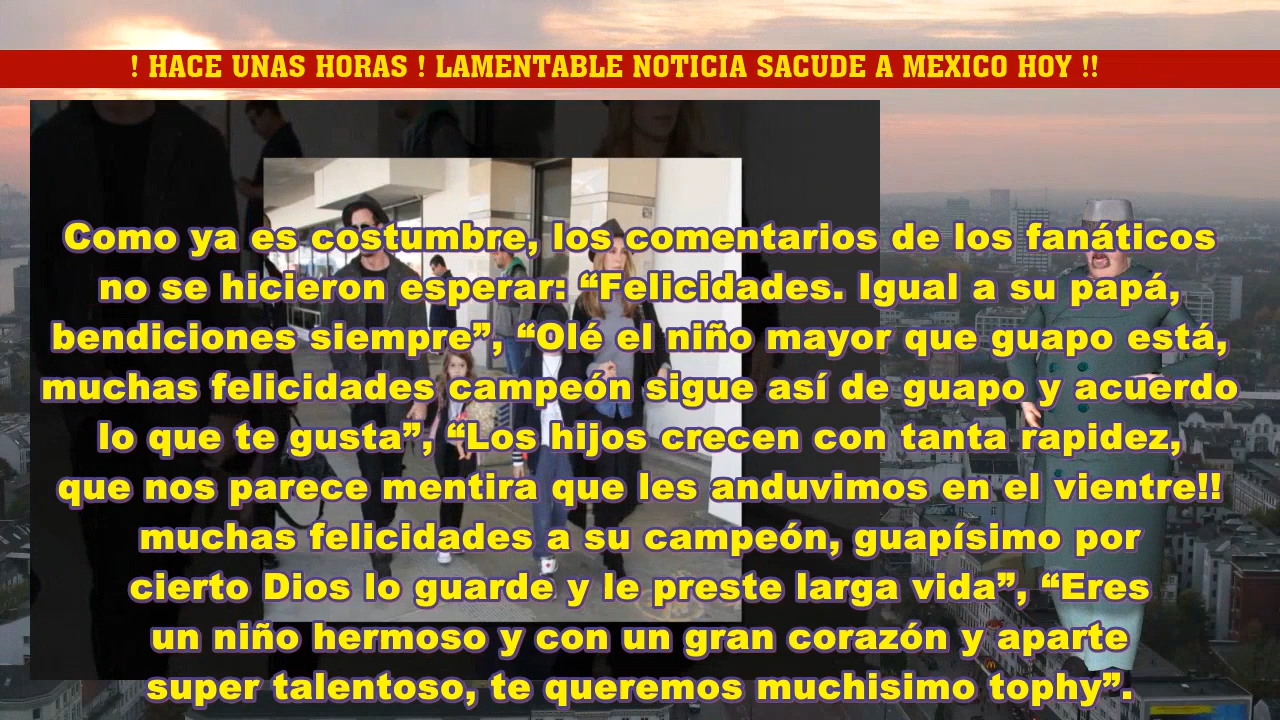 ! HACE UNAS HORAS ! LAMENTABLE NOTICIA SACUDE A MEXICO HOY !!
Como ya es costumbre, los comentarios de los fanáticos
no se hicieron esperar: “Felicidades. Igual a su papá,
bendiciones siempre”, “Olé el niño mayor que guapo está,
muchas felicidades campeón sigue así de guapo y acuerdo
lo que te gusta”, “Los hijos crecen con tanta rapidez,
que nos parece mentira que les anduvimos en el vientre!!
muchas felicidades a su campeón, guapísimo por
cierto Dios lo guarde y le preste larga vida”, “Eres
un niño hermoso y con un gran corazón y aparte
super talentoso, te queremos muchisimo tophy”.